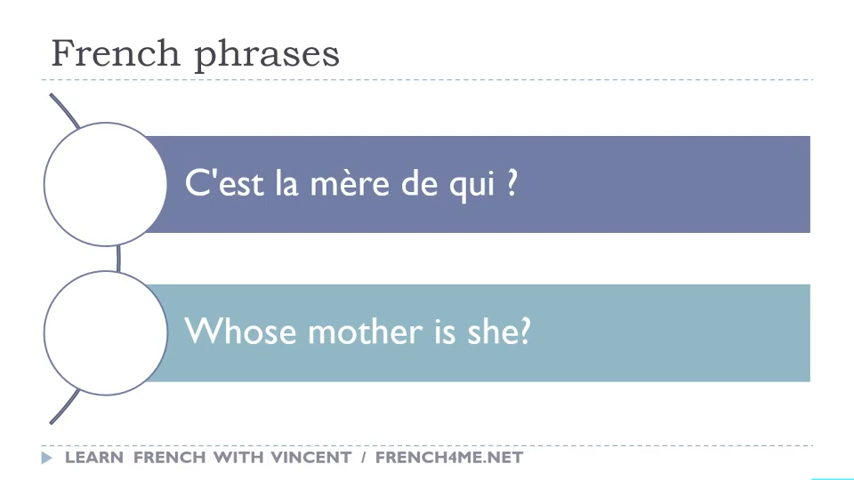 French phrases
C'est la mère de qui ?
Whose mother is she?
LEARN FRENCH WITH VINCENT / FRENCH4ME.NET